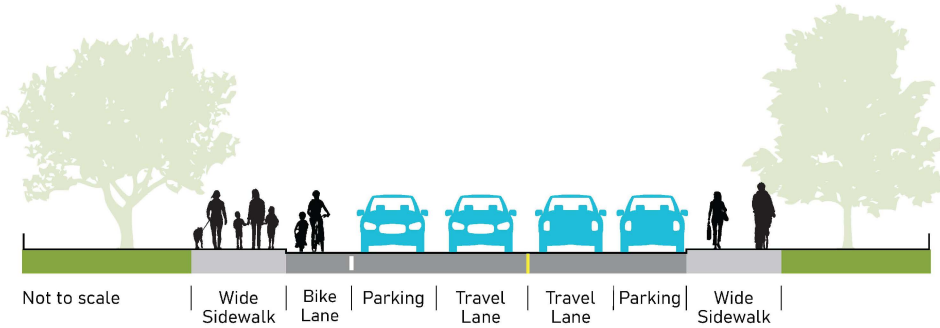 Not to scale
Wide
Sidewalk
Bike
Lane
Parking
Travel
Lane
Travel
Lane
Parking
Wide
Sidewalk